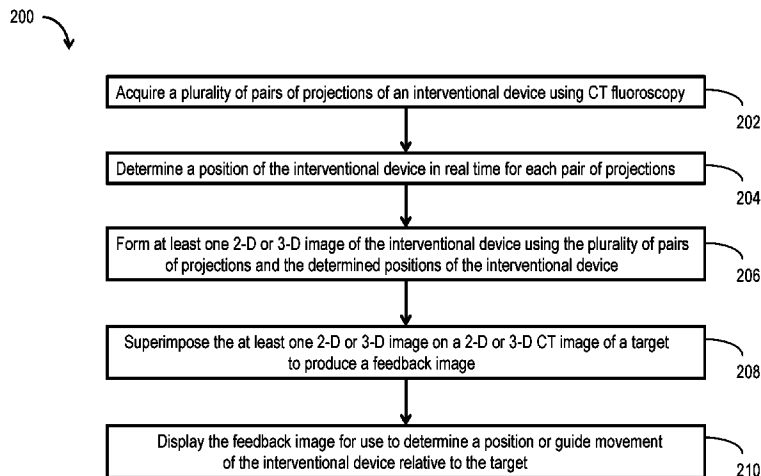 200
Acquire a plurality of pairs of projections of an interventional device using CT fluoroscopy
202
Determine a position of the interventional device in real time for each pair of projections
204
Form at least one 2-D or 3-D image of the interventional device using the plurality of pairs
of projections and the determined positions of the interventional device
206
Superimpose the at least one 2-D or 3-D image on a 2-D or 3-D CT image of a target
to produce a feedback image
208
Display the feedback image for use to determine a position or guide movement
of the interventional device relative to the target
210